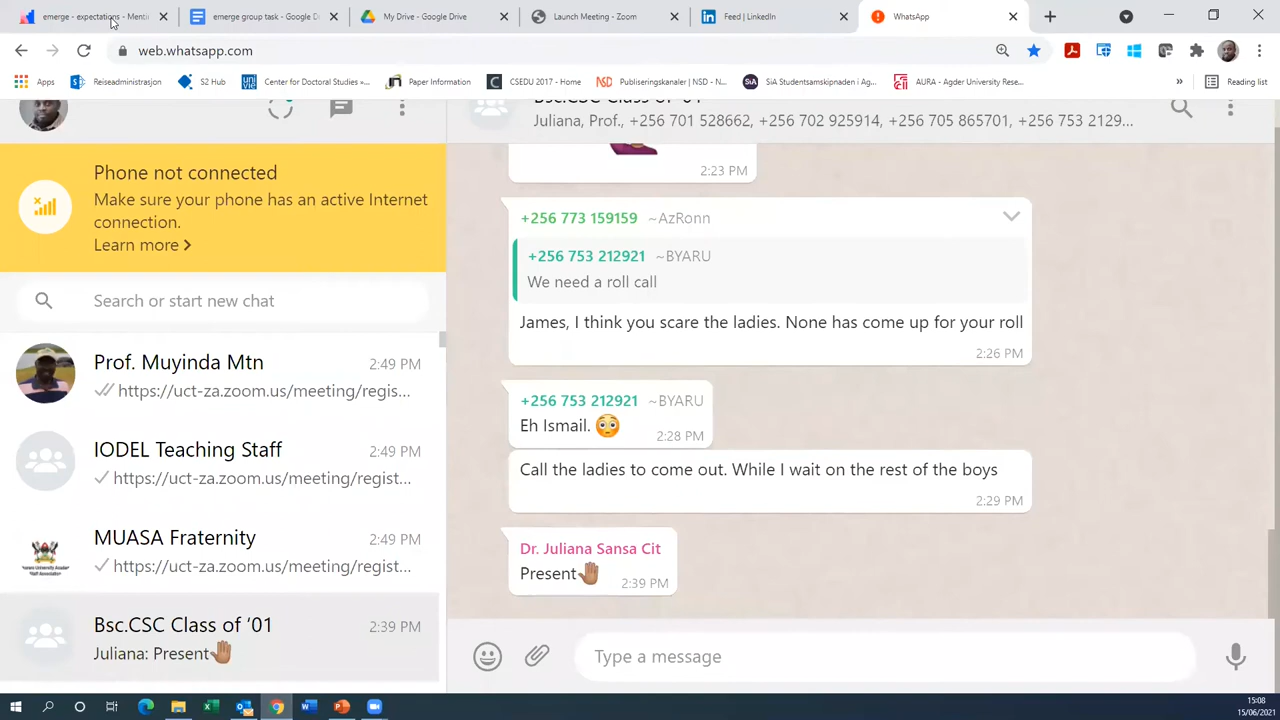 emerge - expectations - Menti
emerge group task - Google D
My Drive - Google Drive
Launch Meeting - Zoom
Feed | LinkedIn
WhatsApp
web.whatsapp.com
Apps
Reiseadministrasjon
S2 Hub
Center for Doctoral Studies »...
Paper Information
CSEDU 2017 - Home
Publiseringskanaler | NSD - N...
SiA Studentsamskipnaden i Ag...
AURA - Agder University Rese...
»
Reading list
Bsc.CSC Class of '01
Juliana, Prof., +256 701 528662, +256 702 925914, +256 705 865701, +256 753 2129...
Phone not connected
Make sure your phone has an active Internet
connection.
Learn more >
Search or start new chat
Prof. Muyinda Mtn
2:49 PM
https://uct-za.zoom.us/meeting/regis...
IODEL Teaching Staff
2:49 PM
https://uct-za.zoom.us/meeting/regist...
MUASA Fraternity
2:49 PM
https://uct-za.zoom.us/meeting/regist...
Bsc.CSC Class of '01
2:39 PM
Juliana: Present🤚🏽
2:23 PM
+256 773 159159 ~AzRonn
+256 753 212921 ~BYARU
We need a roll call
James, I think you scare the ladies. None has come up for your roll
2:26 PM
+256 753 212921 ~BYARU
Eh Ismail. 😳
2:28 PM
Call the ladies to come out. While I wait on the rest of the boys
2:29 PM
Dr. Juliana Sansa Cit
Present🤚🏽
2:39 PM
Type a message
15:08
15/06/2021